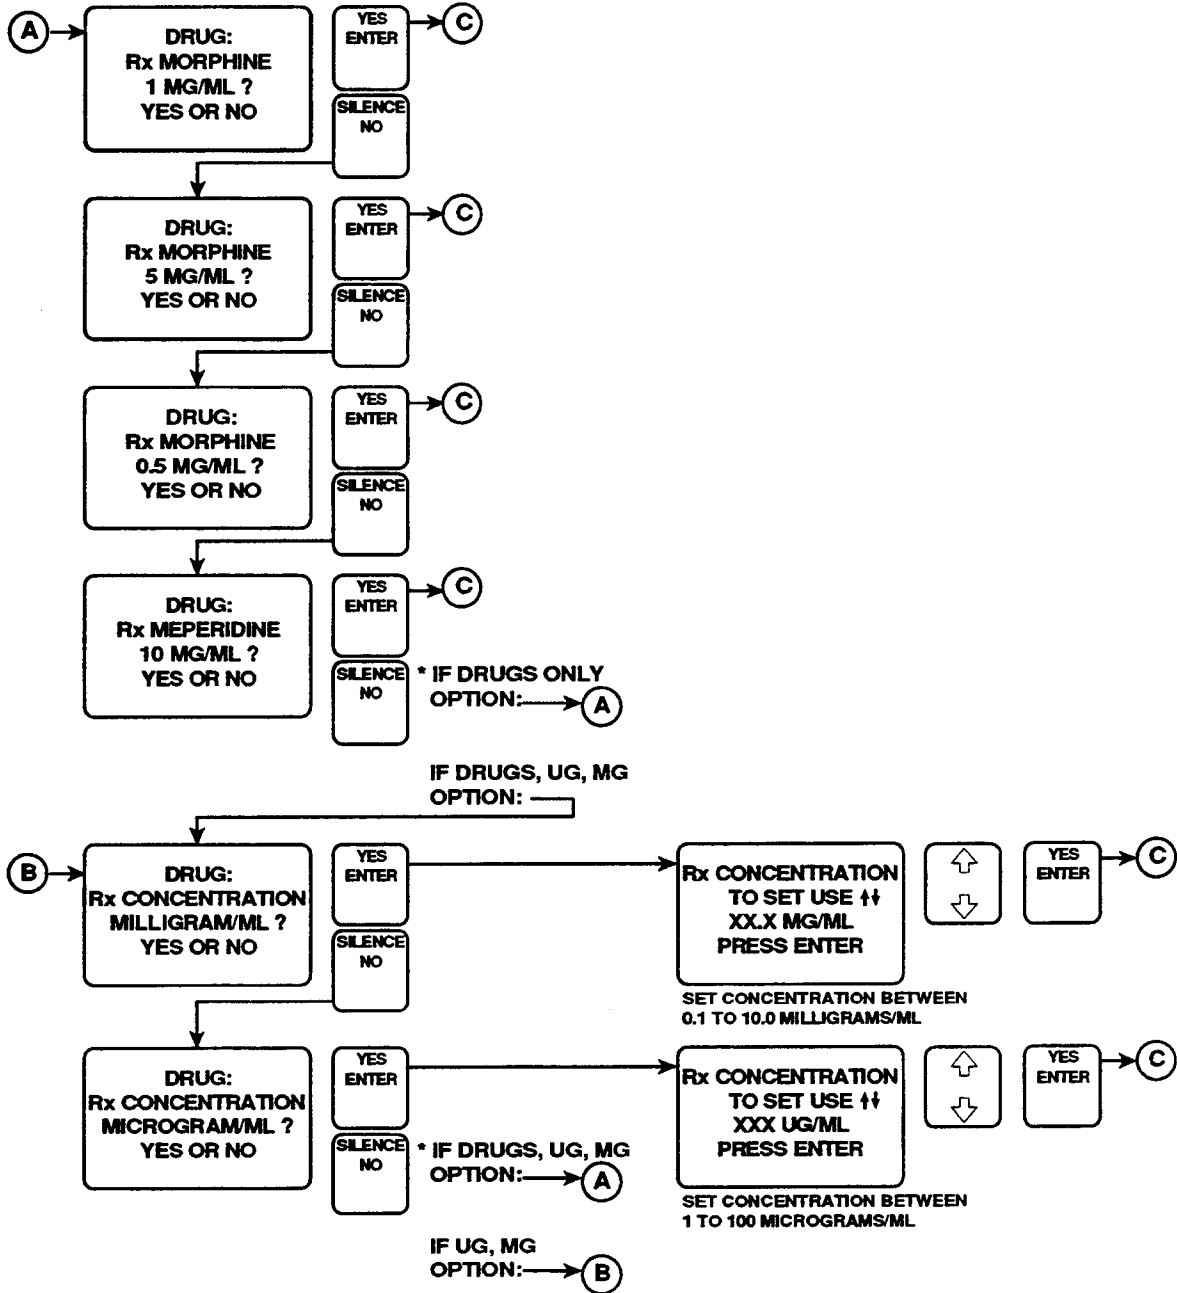 A
DRUG:
Rx MORPHINE
1 MG/ML ?
YES OR NO
YES
ENTER
C
SILENCE
NO
DRUG:
Rx MORPHINE
5 MG/ML ?
YES OR NO
YES
ENTER
C
SILENCE
NO
DRUG:
Rx MORPHINE
0.5 MG/ML ?
YES OR NO
YES
ENTER
C
SILENCE
NO
DRUG:
Rx MEPERIDINE
10 MG/ML ?
YES OR NO
YES
ENTER
C
SILENCE
NO
* IF DRUGS ONLY
OPTION: A
IF DRUGS, UG, MG
OPTION:
B
DRUG:
Rx CONCENTRATION
MILLIGRAM/ML ?
YES OR NO
YES
ENTER
SILENCE
NO
Rx CONCENTRATION
TO SET USE ↑↓
XX.X MG/ML
PRESS ENTER
YES
ENTER
C
SET CONCENTRATION BETWEEN
0.1 TO 10.0 MILLIGRAMS/ML
DRUG:
Rx CONCENTRATION
MICROGRAM/ML ?
YES OR NO
YES
ENTER
SILENCE
NO
Rx CONCENTRATION
TO SET USE ↑↓
XXX UG/ML
PRESS ENTER
YES
ENTER
C
SET CONCENTRATION BETWEEN
1 TO 100 MICROGRAMS/ML
* IF DRUGS, UG, MG
OPTION: A
IF UG, MG
OPTION: B